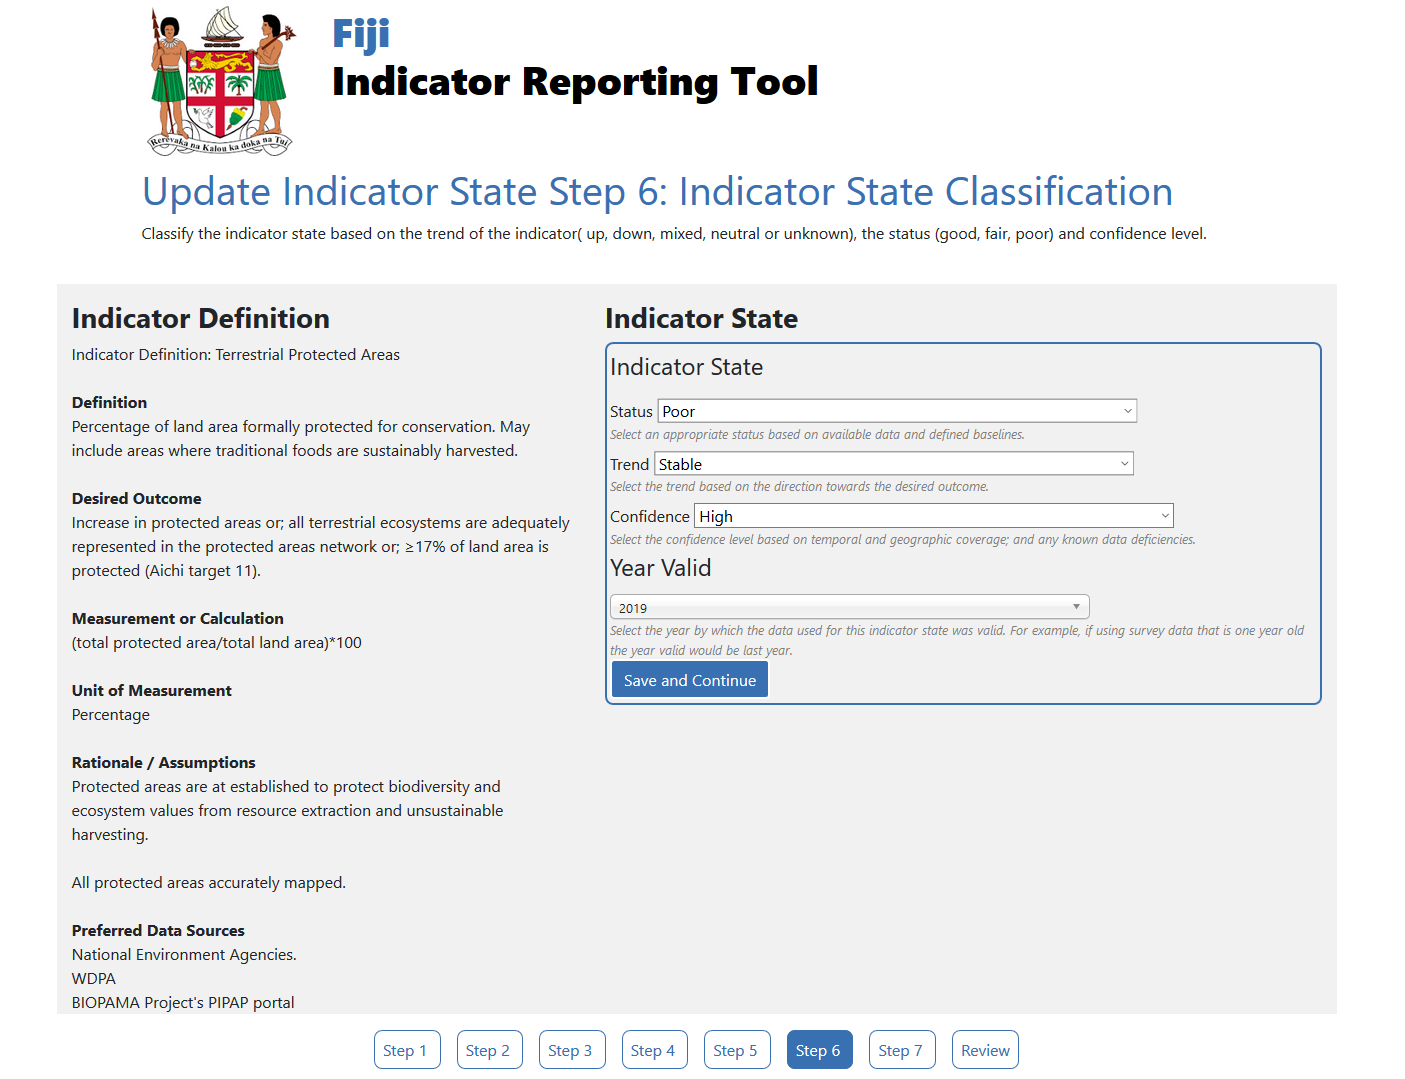 Fiji
Indicator Reporting Tool
Rerevaka na Kalou ka doka na Tui
Update Indicator State Step 6: Indicator State Classification
Classify the indicator state based on the trend of the indicator( up, down, mixed, neutral or unknown), the status (good, fair, poor) and confidence level.
Indicator Definition
Indicator Definition: Terrestrial Protected Areas
Definition
Percentage of land area formally protected for conservation. May
include areas where traditional foods are sustainably harvested.
Desired Outcome
Increase in protected areas or; all terrestrial ecosystems are adequately
represented in the protected areas network or; ≥17% of land area is
protected (Aichi target 11).
Measurement or Calculation
(total protected area/total land area)*100
Unit of Measurement
Percentage
Rationale / Assumptions
Protected areas are at established to protect biodiversity and
ecosystem values from resource extraction and unsustainable
harvesting.
All protected areas accurately mapped.
Preferred Data Sources
National Environment Agencies.
WDPA
BIOPAMA Project's PIPAP portal
Indicator State
Indicator State
Status Poor
Select an appropriate status based on available data and defined baselines.
Trend Stable
Select the trend based on the direction towards the desired outcome.
Confidence High
Select the confidence level based on temporal and geographic coverage; and any known data deficiencies.
Year Valid
2019
Select the year by which the data used for this indicator state was valid. For example, if using survey data that is one year old
the year valid would be last year.
Save and Continue
Step 1 Step 2 Step 3 Step 4 Step 5 Step 6 Step 7 Review